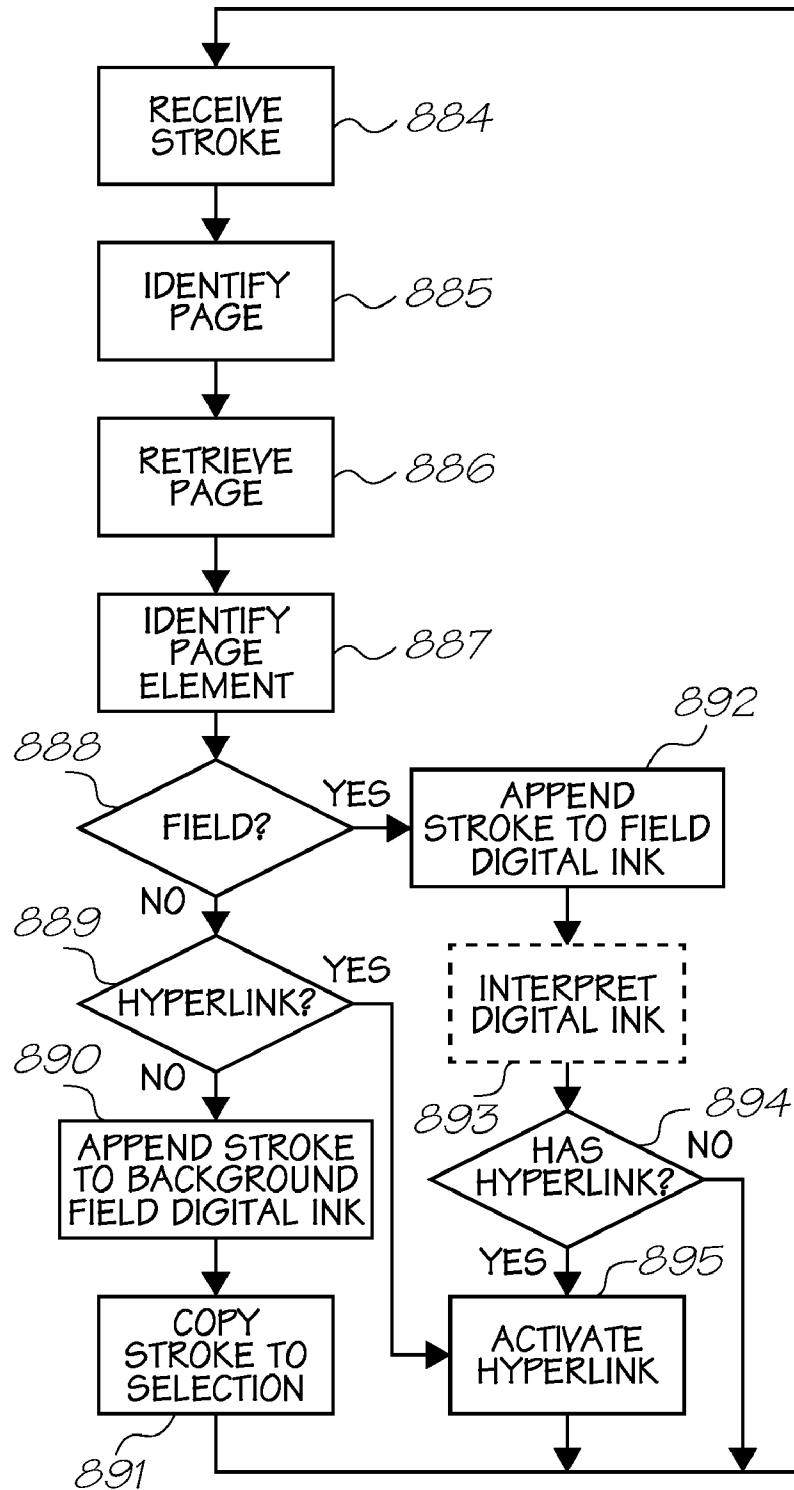 RECEIVE
STROKE
884
IDENTIFY
PAGE
885
RETRIEVE
PAGE
886
IDENTIFY
PAGE
ELEMENT
887
888
FIELD?
YES
NO
892
APPEND
STROKE TO FIELD
DIGITAL INK
889
HYPERLINK?
YES
NO
INTERPRET
DIGITAL INK
893
890
APPEND STROKE
TO BACKGROUND
FIELD DIGITAL INK
894
HAS
HYPERLINK?
NO
YES
COPY
STROKE TO
SELECTION
891
895
ACTIVATE
HYPERLINK